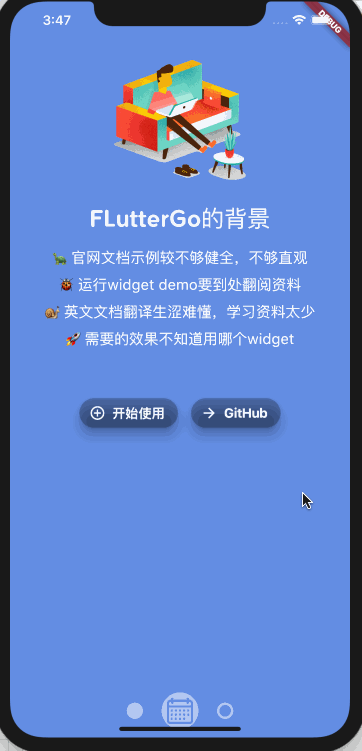 3:47
DEBUG
FLutterGo的背景
🐛 官网文档示例较不够健全，不够直观
🐞 运行widget demo要到处翻阅资料
🐌 英文文档翻译生涩难懂，学习资料太少
🚀 需要的效果不知道用哪个widget
开始使用
GitHub